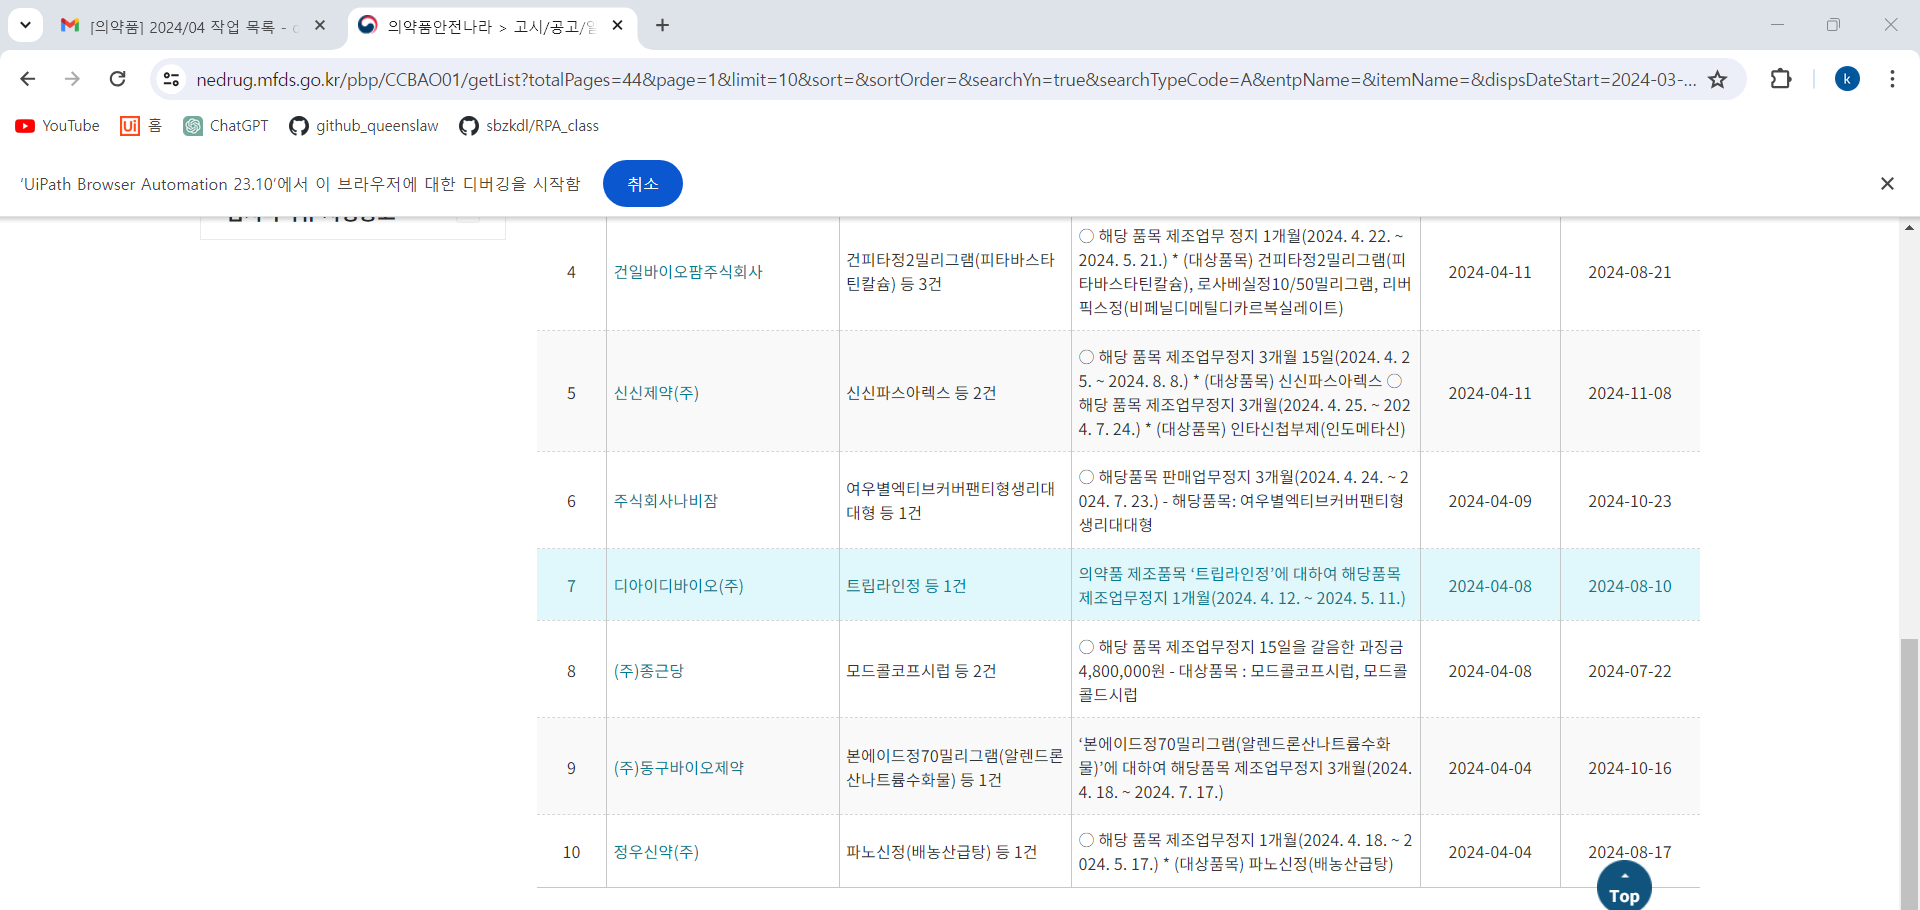 [의약품] 2024/04 작업 목록 -
의약품안전나라 > 고시/공고/알
nedrug.mfds.go.kr/pbp/CCBAO01/getList?totalPages=44&page=1&limit=10&sort=&sortOrder=&searchYn=true&searchTypeCode=A&entpName=&itemName=&dispsDateStart=2024-03-...
k
YouTube
Ui 홈
ChatGPT
github_queenslaw
sbzkdl/RPA_class
‘UiPath Browser Automation 23.10’에서 이 브라우저에 대한 디버깅을 시작함
취소
4
건일바이오팜주식회사
건피타정2밀리그램(피타바스타
틴칼슘) 등 3건
○ 해당 품목 제조업무 정지 1개월(2024. 4. 22. ~
2024. 5. 21.) * (대상품목) 건피타정2밀리그램(피
타바스타틴칼슘), 로사베실정10/50밀리그램, 리버
픽스정(비페닐디메틸디카르복실레이트)
2024-04-11
2024-08-21
5
신신제약(주)
신신파스아렉스 등 2건
○ 해당 품목 제조업무정지 3개월 15일(2024. 4. 2
5. ~ 2024. 8. 8.) * (대상품목) 신신파스아렉스 ○
해당 품목 제조업무정지 3개월(2024. 4. 25. ~ 202
4. 7. 24.) * (대상품목) 인타신첩부제(인도메타신)
2024-04-11
2024-11-08
6
주식회사나비잠
여우별엑티브커버팬티형생리대
대형 등 1건
○ 해당품목 판매업무정지 3개월(2024. 4. 24. ~ 2
024. 7. 23.) - 해당품목: 여우별엑티브커버팬티형
생리대대형
2024-04-09
2024-10-23
7
디아이디바이오(주)
트립라인정 등 1건
의약품 제조품목 ‘트립라인정’에 대하여 해당품목
제조업무정지 1개월(2024. 4. 12. ~ 2024. 5. 11.)
2024-04-08
2024-08-10
8
(주)종근당
모드콜코프시럽 등 2건
○ 해당 품목 제조업무정지 15일을 갈음한 과징금
4,800,000원 - 대상품목 : 모드콜코프시럽, 모드콜
콜드시럽
2024-04-08
2024-07-22
9
(주)동구바이오제약
본에이드정70밀리그램(알렌드론
산나트륨수화물) 등 1건
‘본에이드정70밀리그램(알렌드론산나트륨수화
물)’에 대하여 해당품목 제조업무정지 3개월(2024.
4. 18. ~ 2024. 7. 17.)
2024-04-04
2024-10-16
10
정우신약(주)
파노신정(배농산급탕) 등 1건
○ 해당 품목 제조업무정지 1개월(2024. 4. 18. ~ 2
024. 5. 17.) * (대상품목) 파노신정(배농산급탕)
2024-04-04
2024-08-17
Top